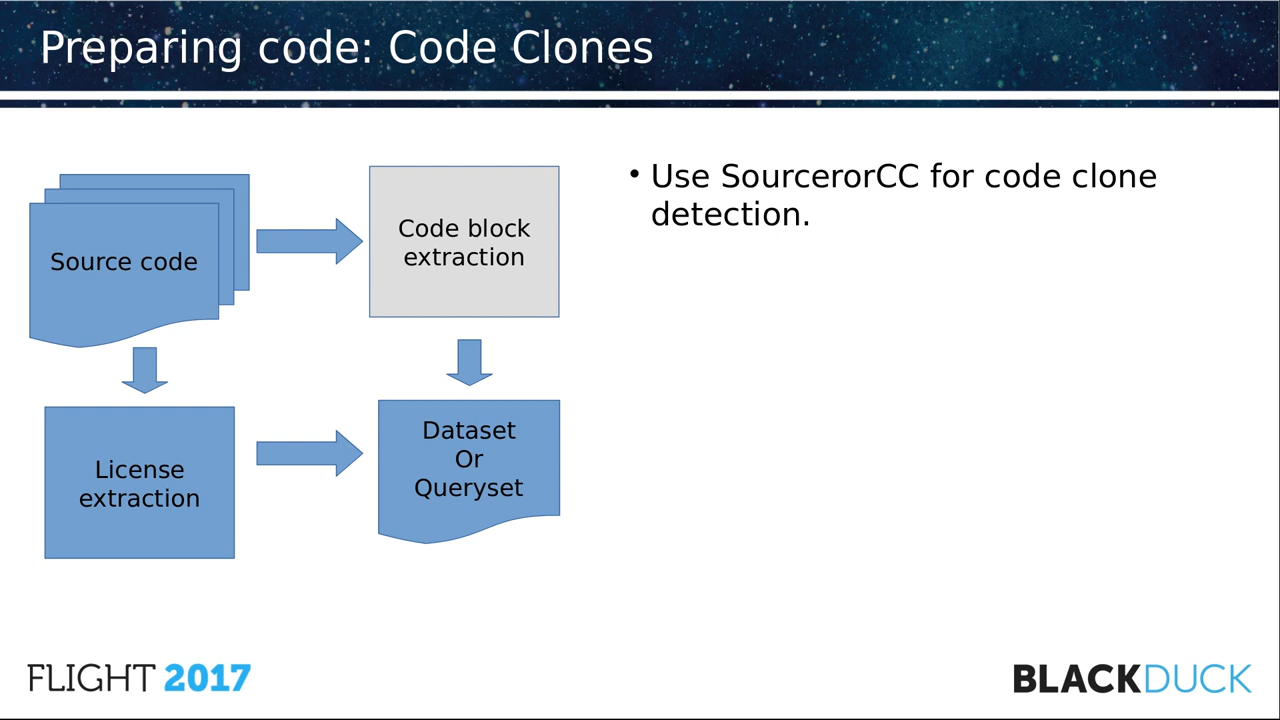 Preparing code: Code Clones
Source code
Code block
extraction
License
extraction
Dataset
Or
Queryset
• Use SourcerorCC for code clone
detection.
FLIGHT 2017
BLACKDUCK